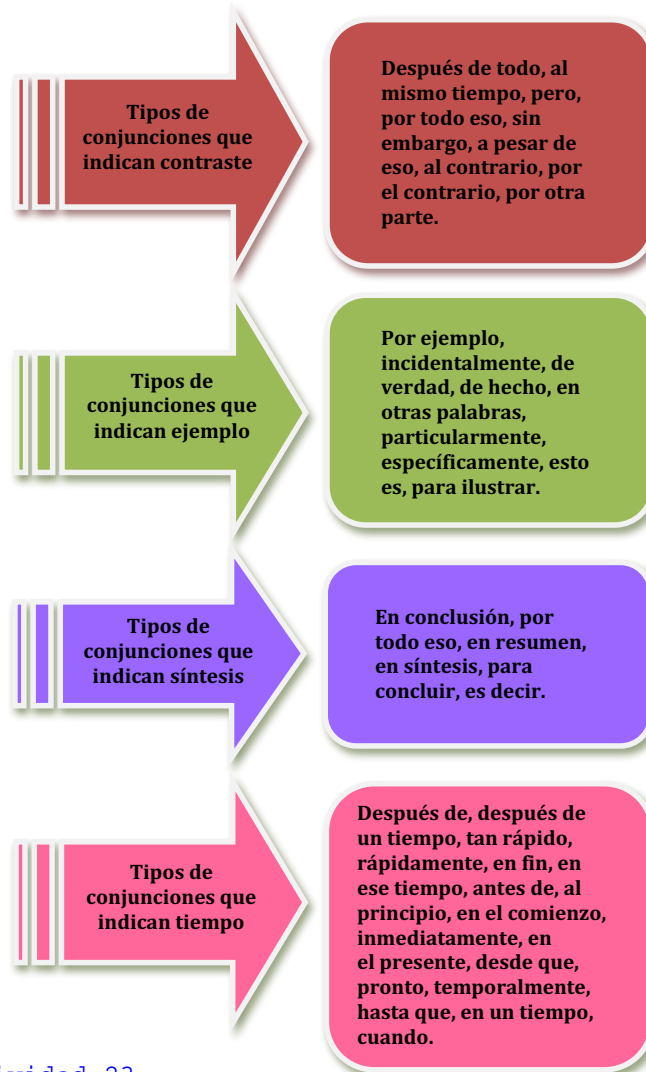 Tipos de
conjunciones que
indican contraste
Después de todo, al
mismo tiempo, pero,
por todo eso, sin
embargo, a pesar de
eso, al contrario, por
el contrario, por otra
parte.
Tipos de
conjunciones que
indican ejemplo
Por ejemplo,
incidentalmente, de
verdad, de hecho, en
otras palabras,
particularmente,
específicamente, esto
es, para ilustrar.
Tipos de
conjunciones que
indican síntesis
En conclusión, por
todo eso, en resumen,
en síntesis, para
concluir, es decir.
Tipos de
conjunciones que
indican tiempo
Después de, después de
un tiempo, tan rápido,
rápidamente, en fin, en
ese tiempo, antes de, al
principio, en el comienzo,
inmediatamente, en
el presente, desde que,
pronto, temporalmente,
hasta que, en un tiempo,
cuando.